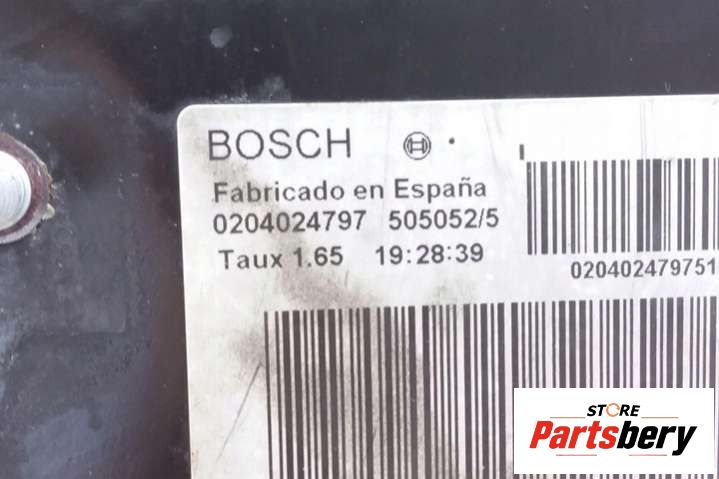 BOSCH
Fabricado en España
0204024797 505052/5
Taux 1.65 19:28:39
020402479751
STORE
Partsbery